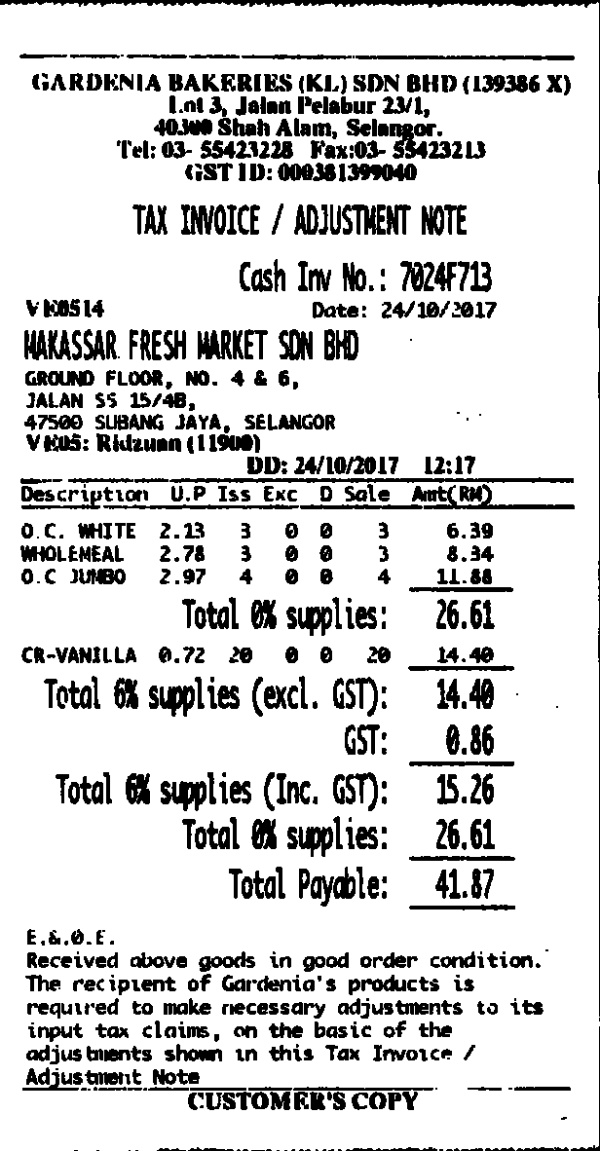 GARDENIA BAKERIES (KL) SDN BHD (139386 X)
Lot 3, Jalan Pelabur 23/1,
40300 Shah Alam, Selangor.
Tel: 03- 55423228 Fax:03- 55423213
GST ID: 000381399040
TAX INVOICE / ADJUSTMENT NOTE
Cash Inv No.: 7024F713
VE0514 Date: 24/10/2017
MAKASSAR FRESH MARKET SDN BHD
GROUND FLOOR, NO. 4 & 6,
JALAN SS 15/4B,
47500 SUBANG JAYA, SELANGOR
VE05: Ridzuan (11900)
DD: 24/10/2017 12:17
Description U.P Iss Exc D Sale Amt(RM)
O.C. WHITE 2.13 3 0 0 3 6.39
WHOLEMEAL 2.78 3 0 0 3 8.34
O.C JUMBO 2.97 4 0 0 4 11.88
Total 0% supplies: 26.61
CR-VANILLA 0.72 20 0 0 20 14.40
Total 6% supplies (excl. GST): 14.40
GST: 0.86
Total 6% supplies (Inc. GST): 15.26
Total 0% supplies: 26.61
Total Payable: 41.87
E.&.O.E.
Received above goods in good order condition.
The recipient of Gardenia's products is
required to make necessary adjustments to its
input tax claims, on the basic of the
adjustments shown in this Tax Invoice /
Adjustment Note
CUSTOMER'S COPY